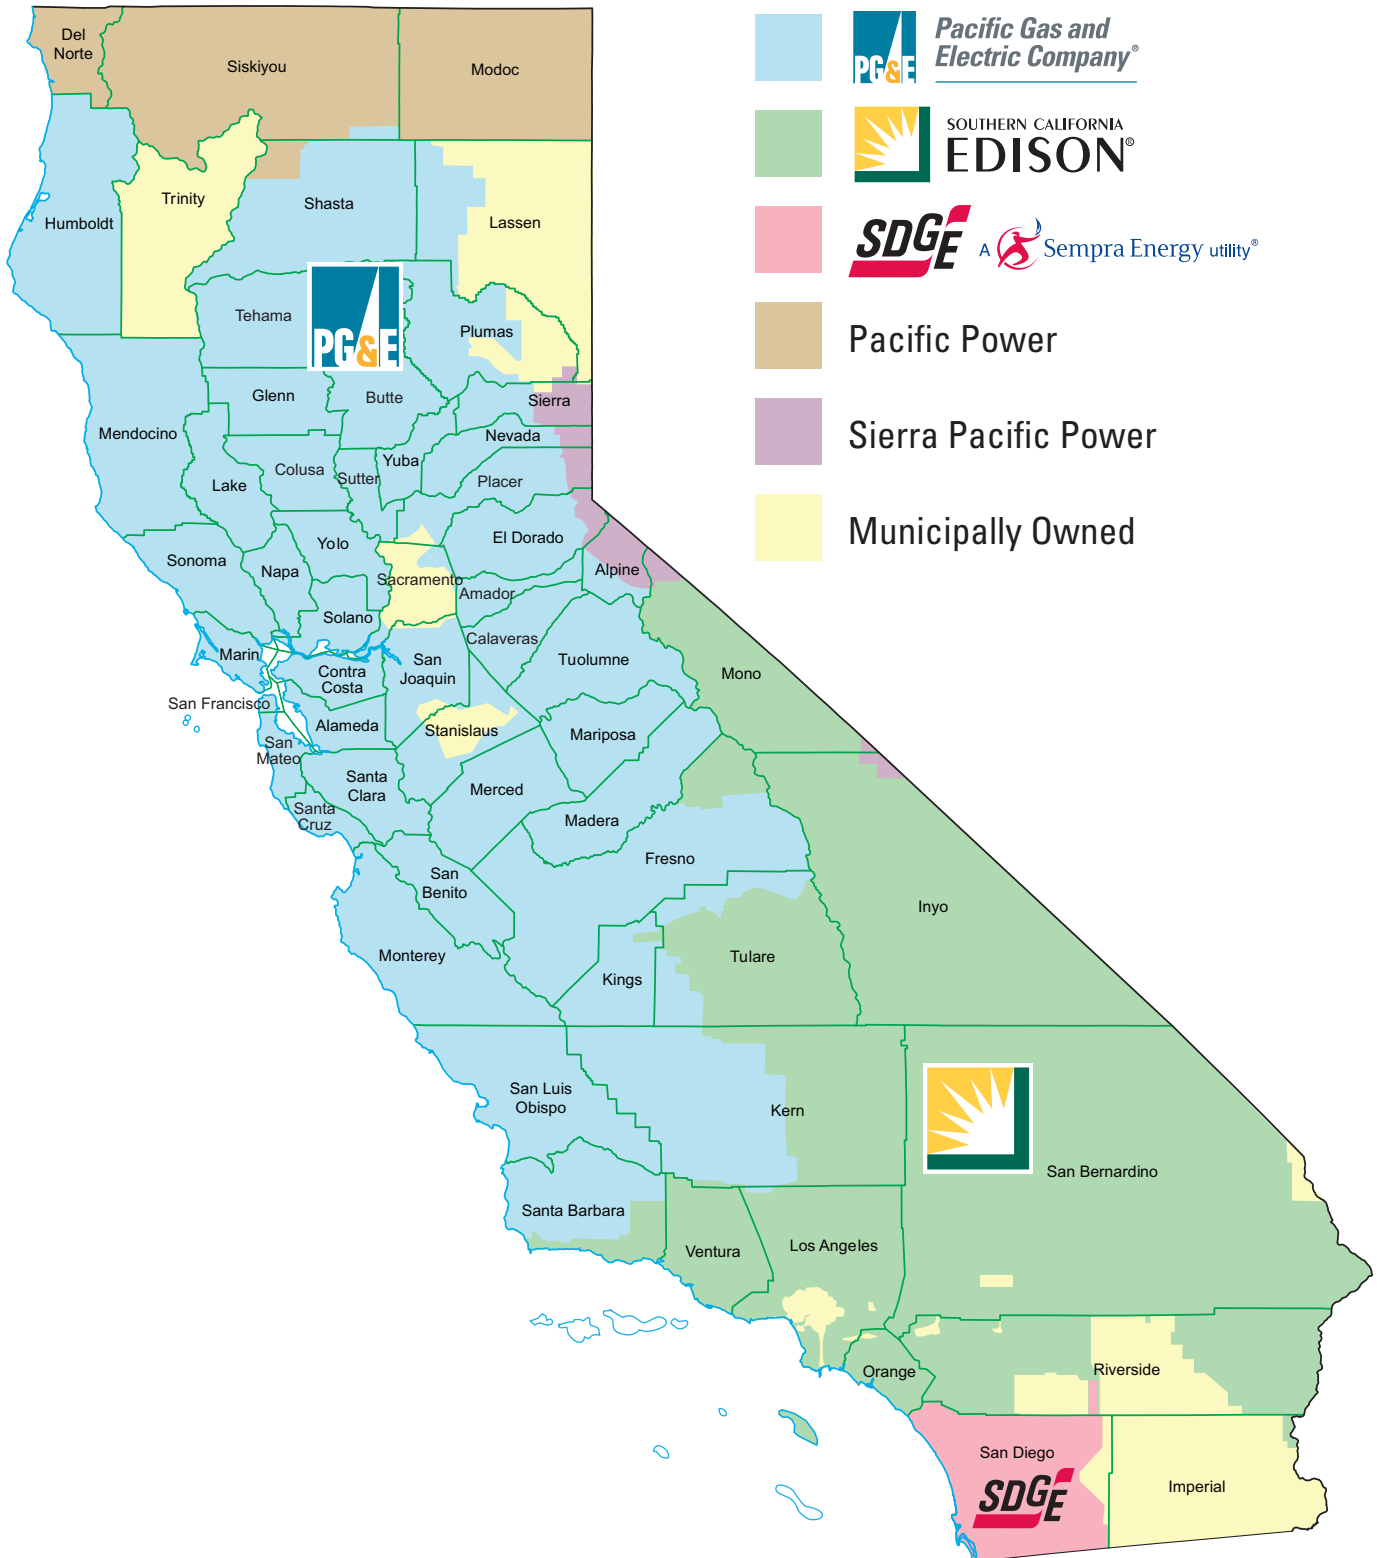 PG&E
Pacific Gas and
Electric Company®
SOUTHERN CALIFORNIA
EDISON®
SDGE
A Sempra Energy utility®
Pacific Power
Sierra Pacific Power
Municipally Owned
Del
Norte
Siskiyou
Modoc
Humboldt
Trinity
Shasta
Lassen
Tehama
PG&E
Plumas
Glenn
Butte
Sierra
Mendocino
Nevada
Lake
Colusa
Sutter
Yuba
Placer
Sonoma
Napa
Yolo
El Dorado
Sacramento
Alpine
Amador
Solano
Calaveras
Marin
Contra
Costa
San
Joaquin
Tuolumne
Mono
San Francisco
Alameda
Stanislaus
Mariposa
San
Mateo
Santa
Clara
Merced
Santa
Cruz
Madera
Fresno
San
Benito
Inyo
Monterey
Kings
Tulare
San Luis
Obispo
Kern
San Bernardino
Santa Barbara
Ventura
Los Angeles
Orange
Riverside
San Diego
SDGE
Imperial